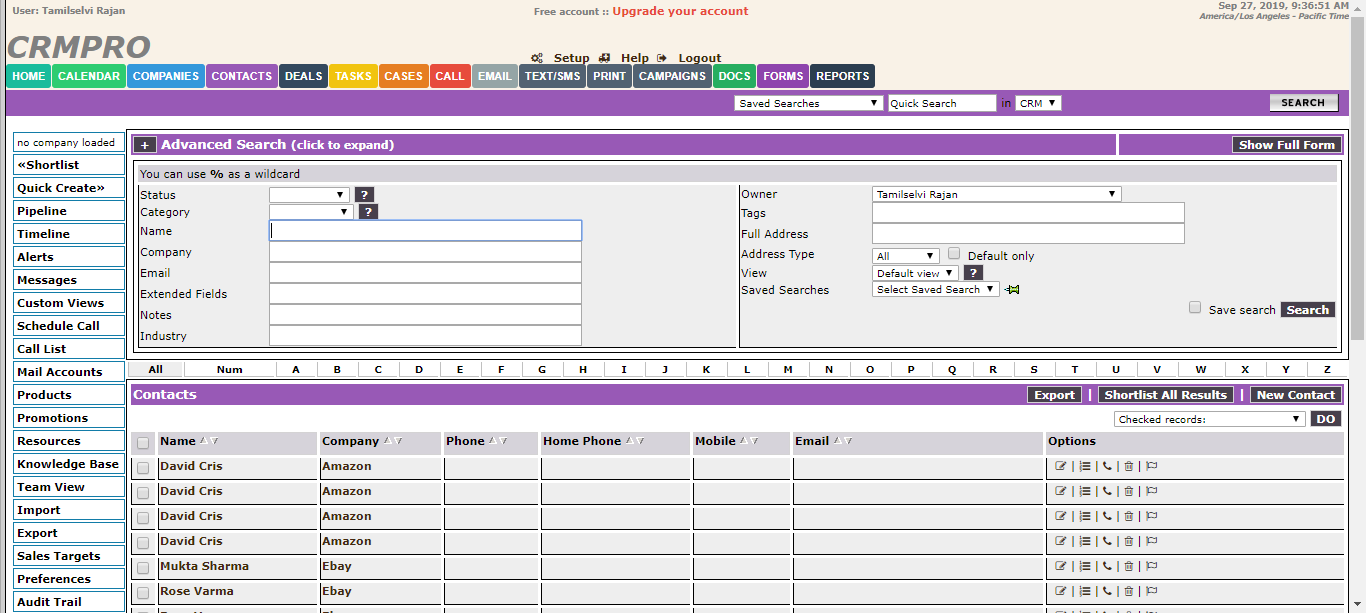 User: Tamilselvi Rajan
Free account :: Upgrade your account
Sep 27, 2019, 9:36:51 AM
America/Los Angeles - Pacific Time
CRMPRO
Setup Help Logout
HOME CALENDAR COMPANIES CONTACTS DEALS TASKS CASES CALL EMAIL TEXT/SMS PRINT CAMPAIGNS DOCS FORMS REPORTS
Saved Searches Quick Search in CRM SEARCH
no company loaded
«Shortlist
Quick Create»
Pipeline
Timeline
Alerts
Messages
Custom Views
Schedule Call
Call List
Mail Accounts
Products
Promotions
Resources
Knowledge Base
Team View
Import
Export
Sales Targets
Preferences
Audit Trail
+ Advanced Search (click to expand) Show Full Form
You can use % as a wildcard
Status ?
Category ?
Name
Company
Email
Extended Fields
Notes
Industry
Owner Tamilselvi Rajan
Tags
Full Address
Address Type All Default only
View Default view ?
Saved Searches Select Saved Search
Save search Search
All Num A B C D E F G H I J K L M N O P Q R S T U V W X Y Z
Contacts Export | Shortlist All Results | New Contact
Checked records: DO
Name Company Phone Home Phone Mobile Email Options
David Cris Amazon | | | |
David Cris Amazon | | | |
David Cris Amazon | | | |
David Cris Amazon | | | |
Mukta Sharma Ebay | | | |
Rose Varma Ebay | | | |